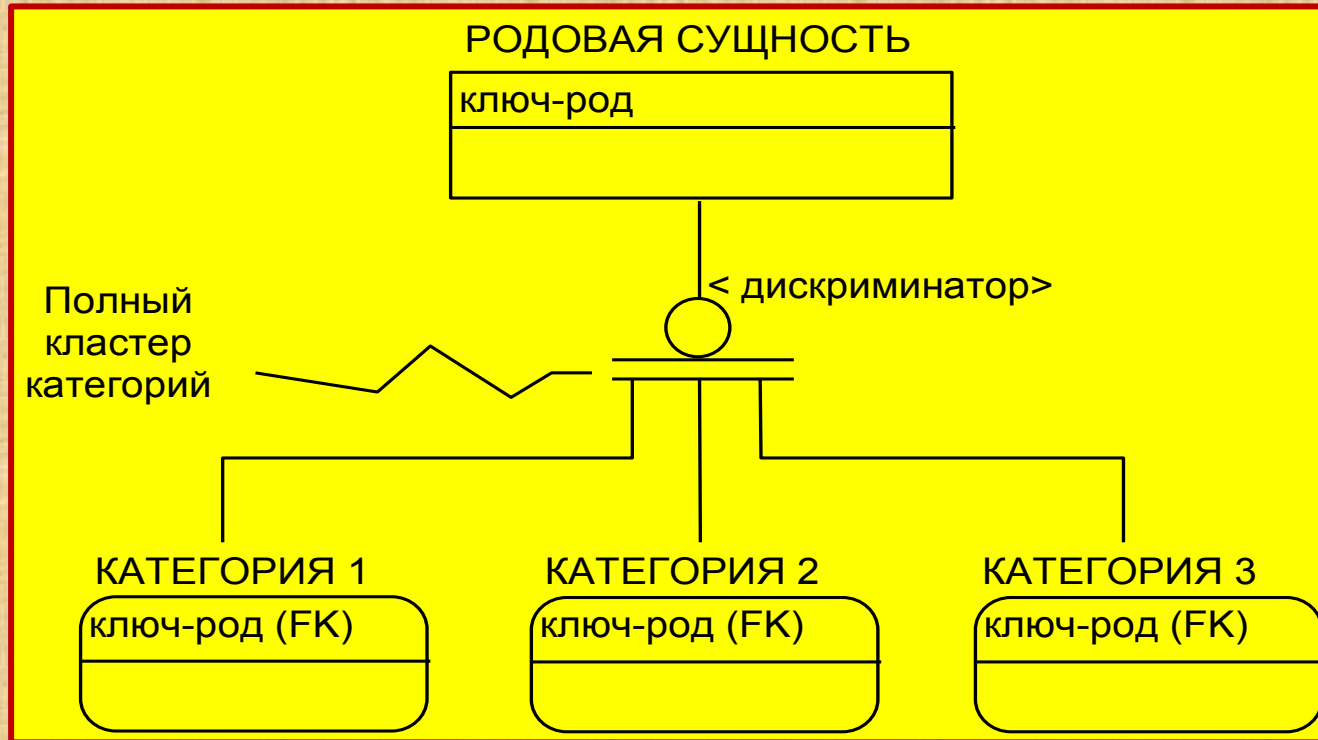 РОДОВАЯ СУЩНОСТЬ
ключ-род
< дискриминатор>
Полный
кластер
категорий
КАТЕГОРИЯ 1
ключ-род (FK)
КАТЕГОРИЯ 2
ключ-род (FK)
КАТЕГОРИЯ 3
ключ-род (FK)